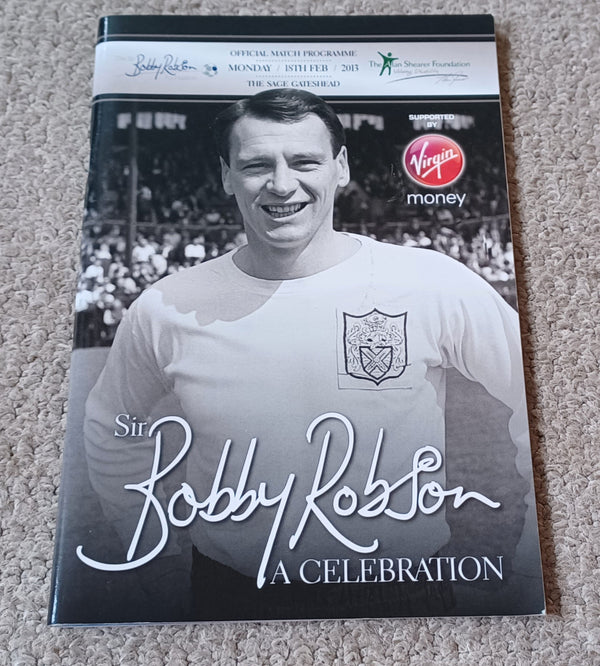 OFFICIAL MATCH PROGRAMME
Bobby Robson
MONDAY / 18TH FEB / 2013
The Alan Shearer Foundation
THE SAGE GATESHEAD
SUPPORTED
BY
Virgin
money
Sir
Bobby Robson
A CELEBRATION